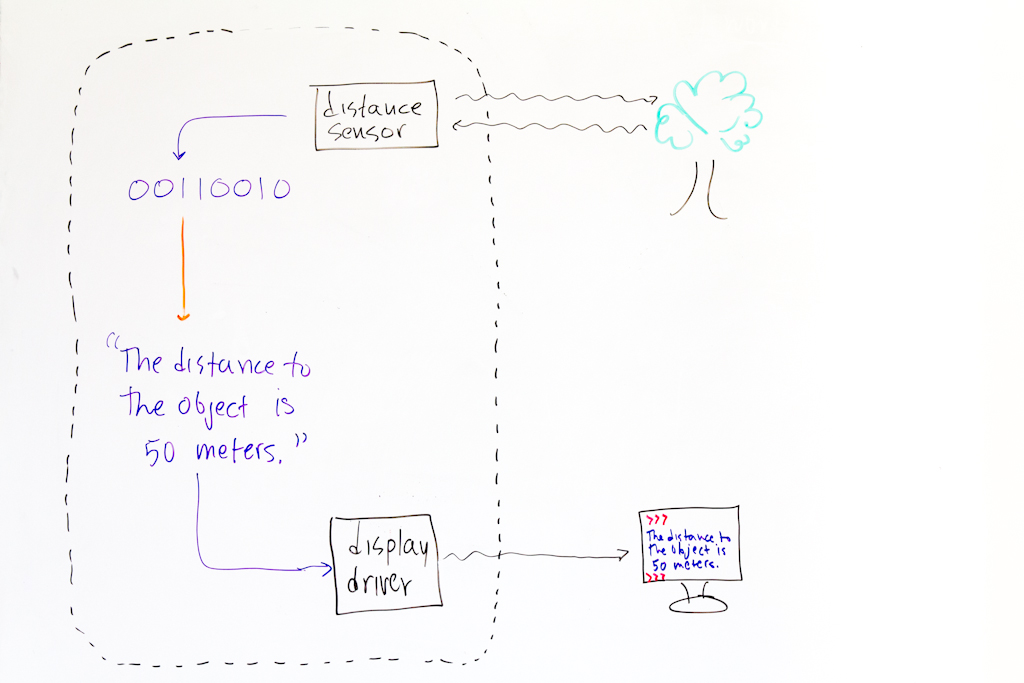 distance
sensor
00110010
“The distance to
the object is
50 meters.”
display
driver
>>>
The distance to
the object is
50 meters.
>>>